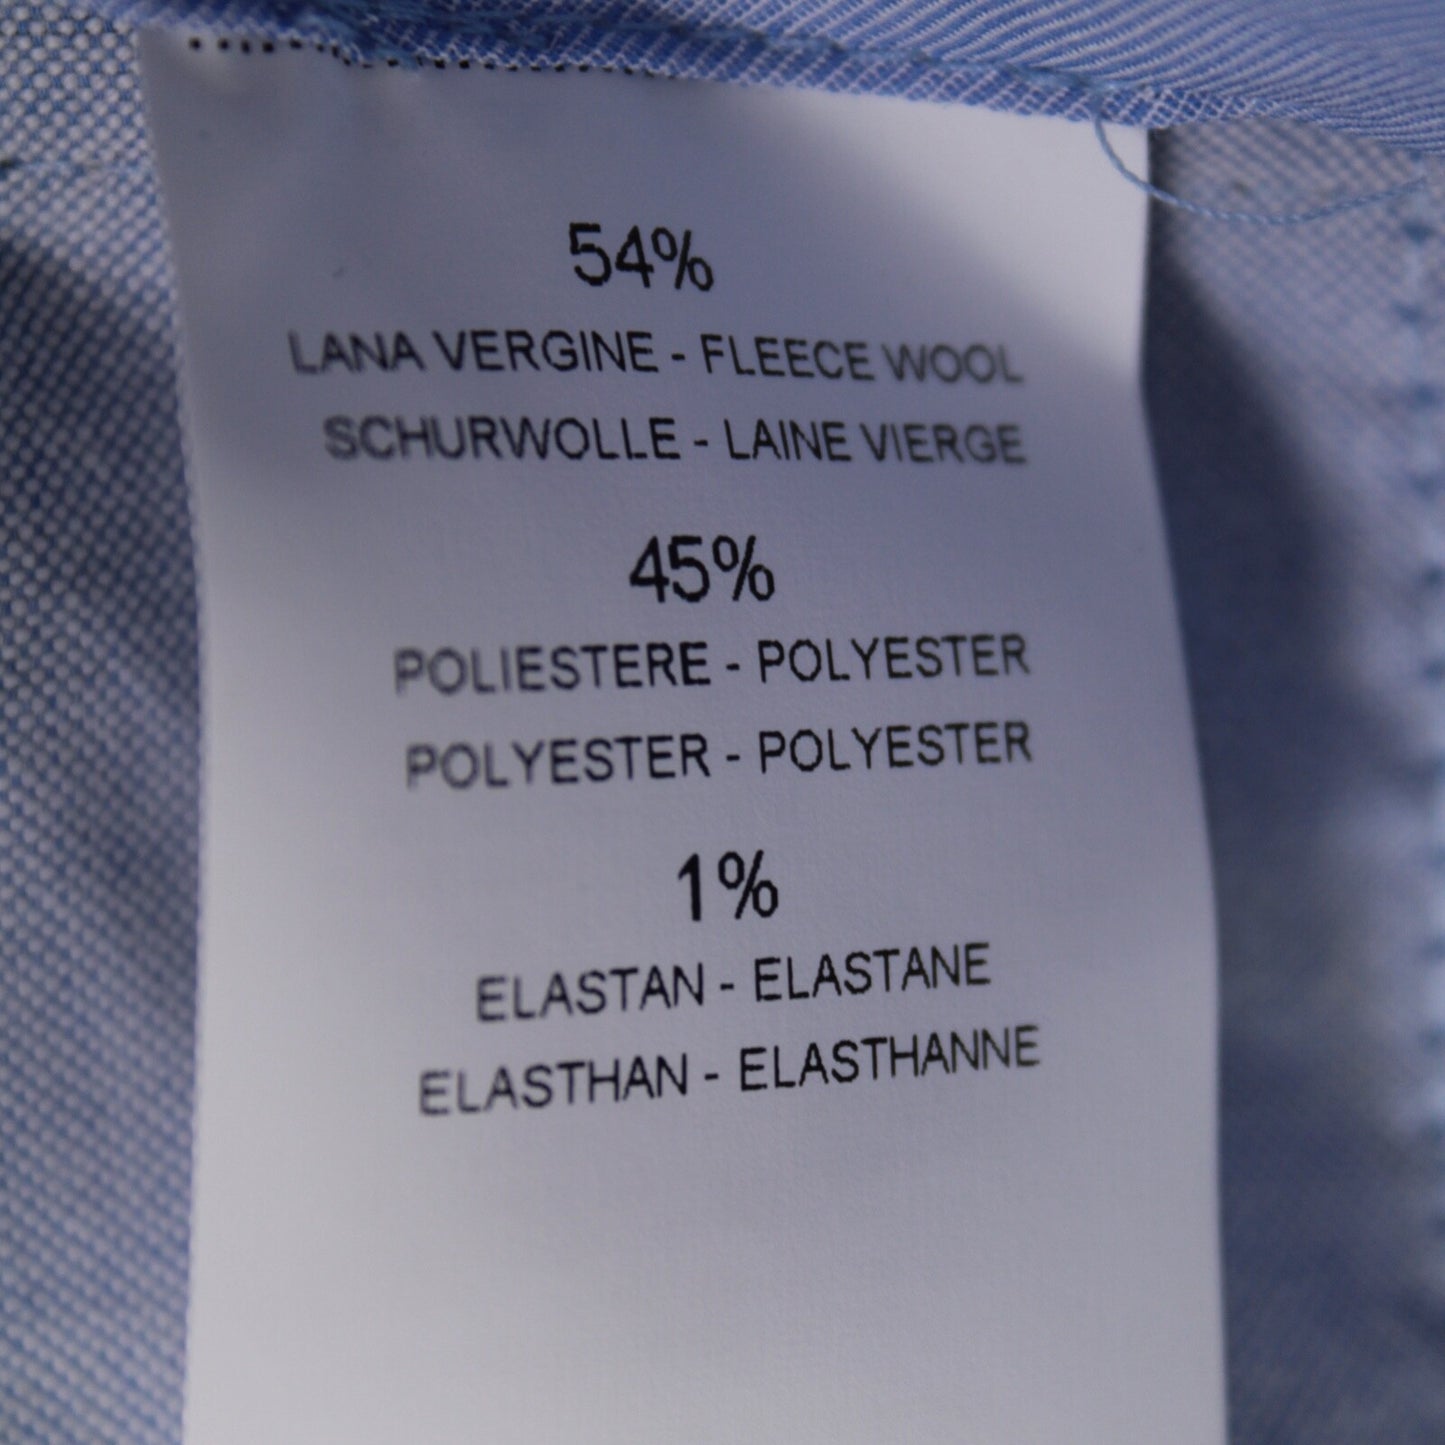 54%
LANA VERGINE - FLEECE WOOL
SCHURWOLLE - LAINE VIERGE
45%
POLIESTERE - POLYESTER
POLYESTER - POLYESTER
1%
ELASTAN - ELASTANE
ELASTHAN - ELASTHANNE